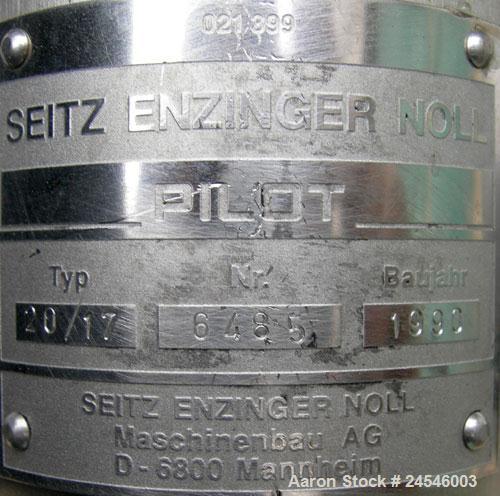 021399
SEITZ ENZINGER NOLL
PILOT
Typ Nr. Baujahr
20/17 6485 1990
SEITZ ENZINGER NOLL
Maschinenbau AG
D-6800 Mannheim
Aaron Stock # 24546003